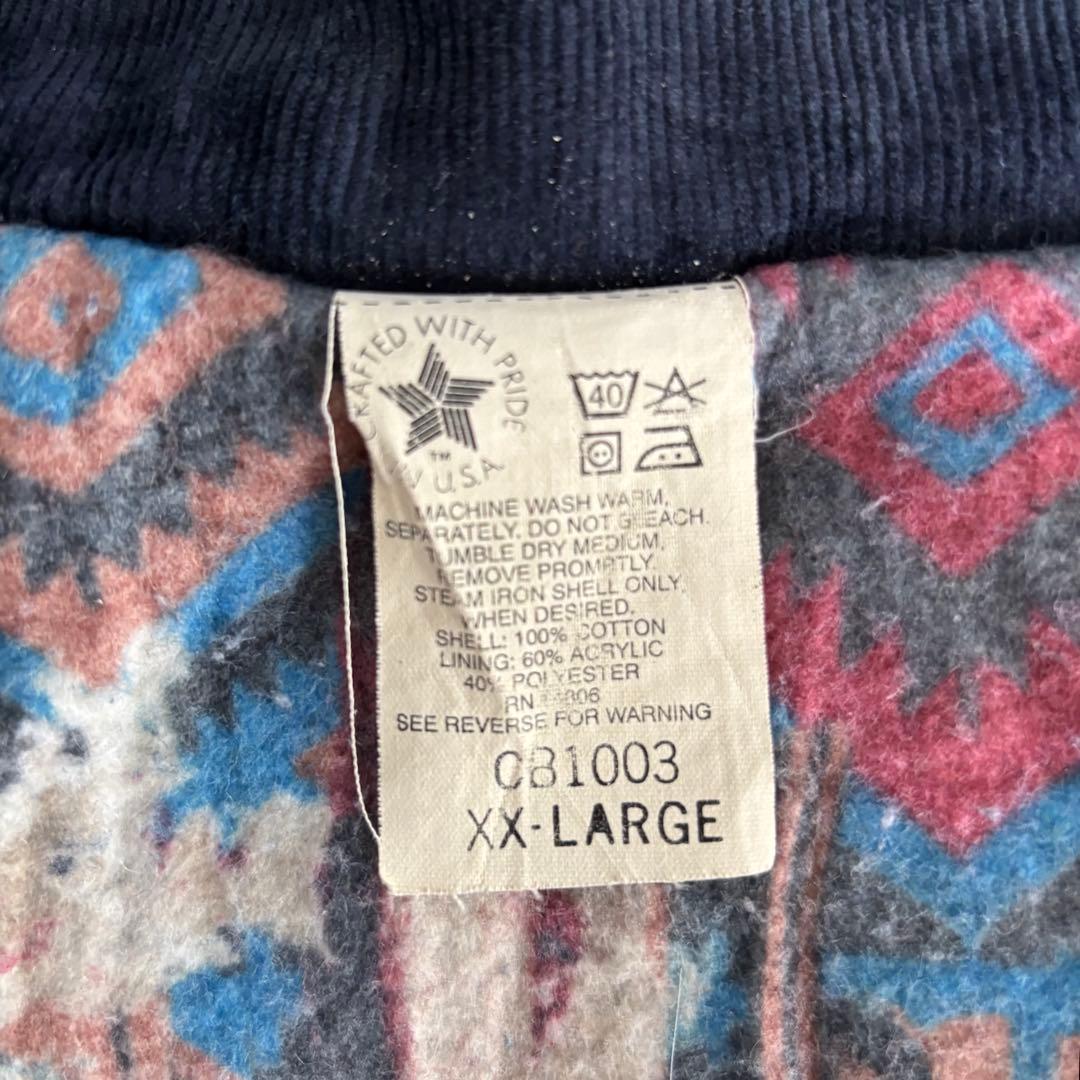 CRAFTED WITH PRIDE
IN U.S.A.
™
40
MACHINE WASH WARM,
SEPARATELY. DO NOT BLEACH.
TUMBLE DRY MEDIUM,
REMOVE PROMPTLY.
STEAM IRON SHELL ONLY,
WHEN DESIRED.
SHELL: 100% COTTON
LINING: 60% ACRYLIC
40% POLYESTER
RN
SEE REVERSE FOR WARNING
CB1003
XX-LARGE